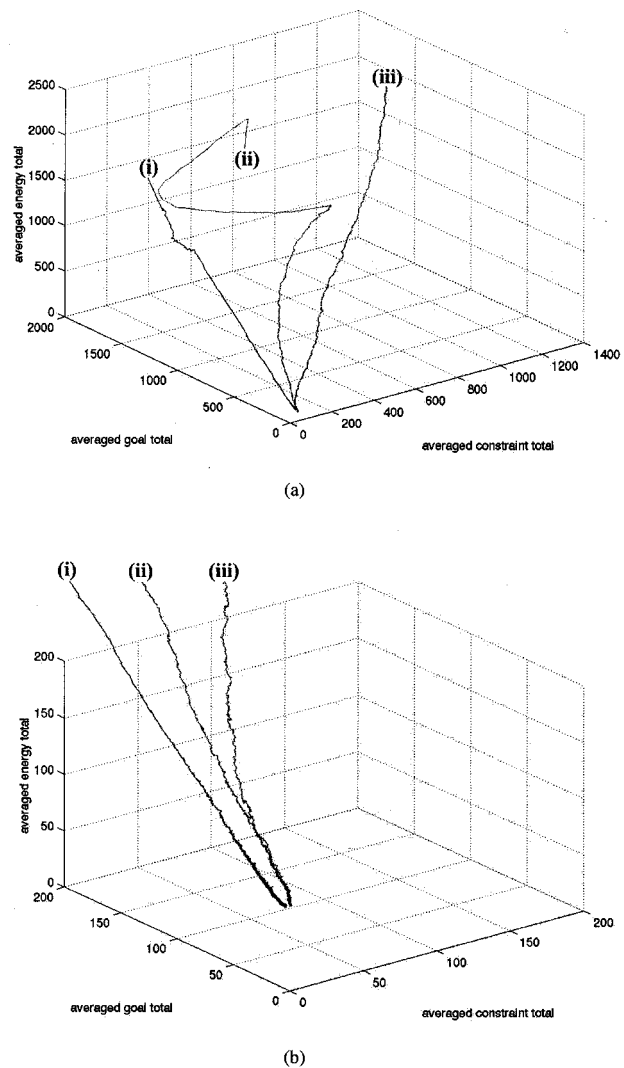 2500
2000
1500
1000
500
0
averaged energy total
2000
1500
1000
500
0
averaged goal total
0
200
400
600
800
1000
1200
1400
averaged constraint total
(i)
(ii)
(iii)
(a)
(i)
(ii)
(iii)
200
150
100
50
0
averaged energy total
200
150
100
50
0
averaged goal total
0
50
100
150
200
averaged constraint total
(b)